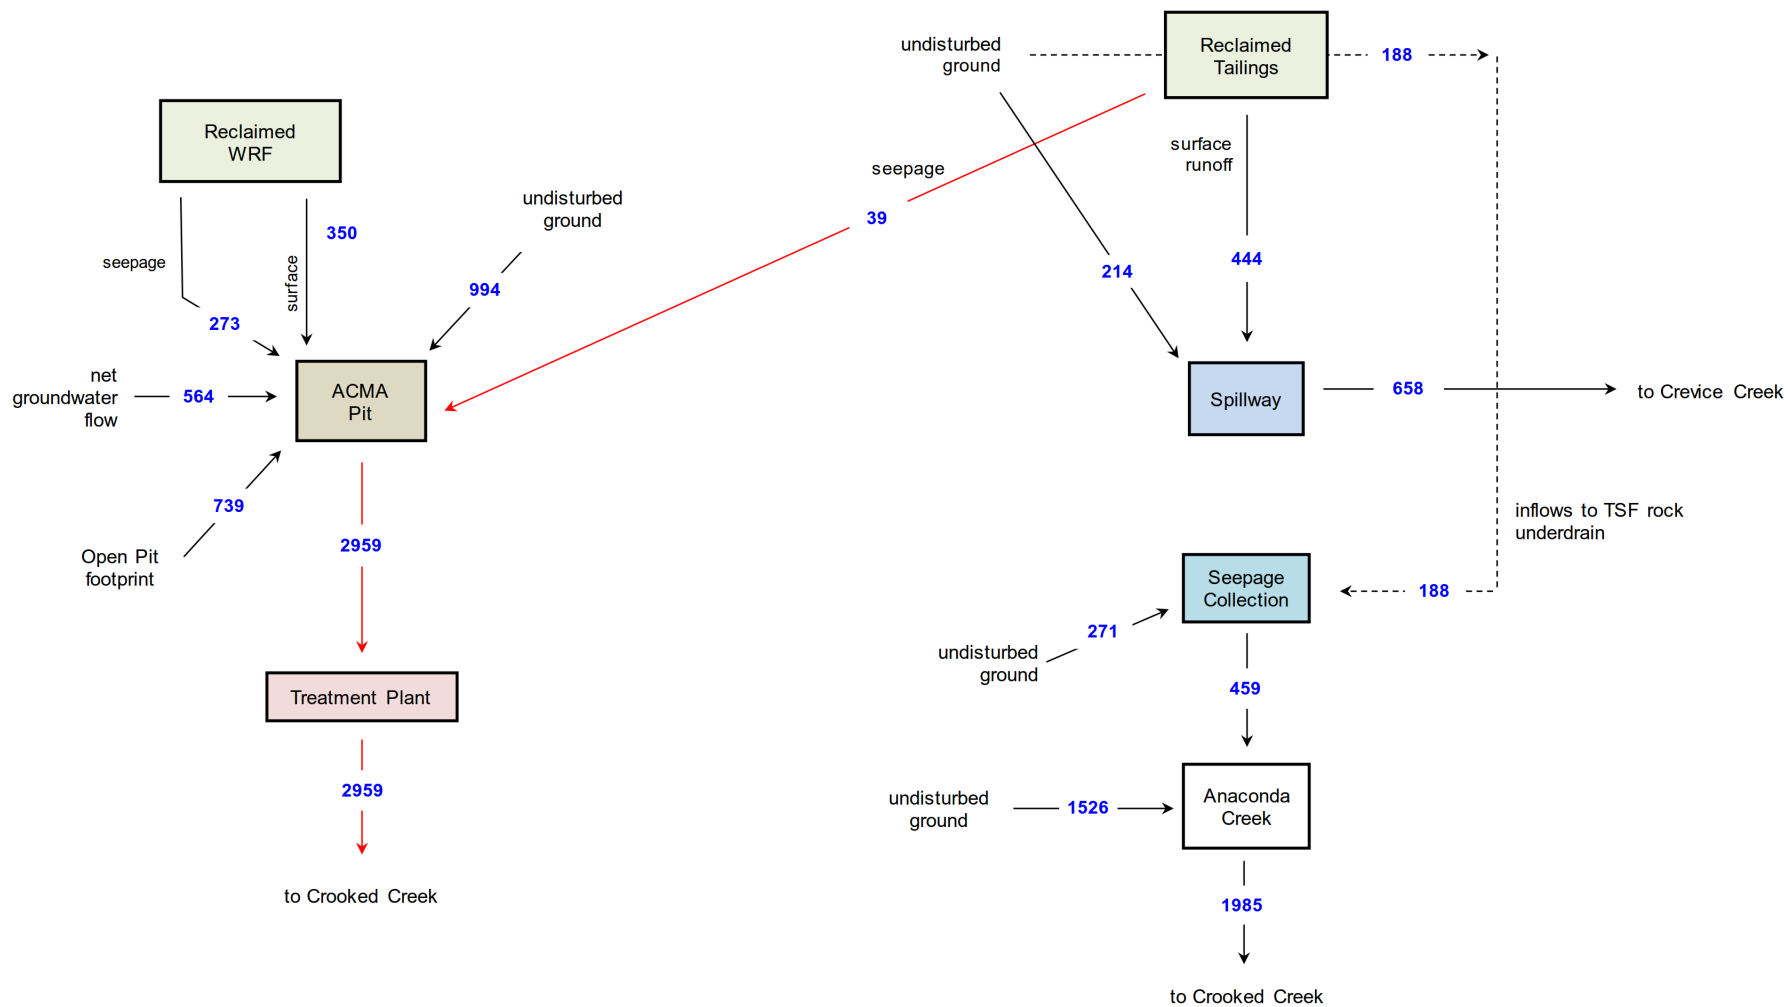 undisturbed
ground
Reclaimed
Tailings
188
Reclaimed
WRF
surface
runoff
seepage
39
undisturbed
ground
350
seepage
surface
994
273
214
444
net
groundwater
flow
564
ACMA
Pit
Spillway
658
to Crevice Creek
739
Open Pit
footprint
2959
inflows to TSF rock
underdrain
Seepage
Collection
188
271
undisturbed
ground
459
Treatment Plant
2959
undisturbed
ground
1526
Anaconda
Creek
to Crooked Creek
1985
to Crooked Creek